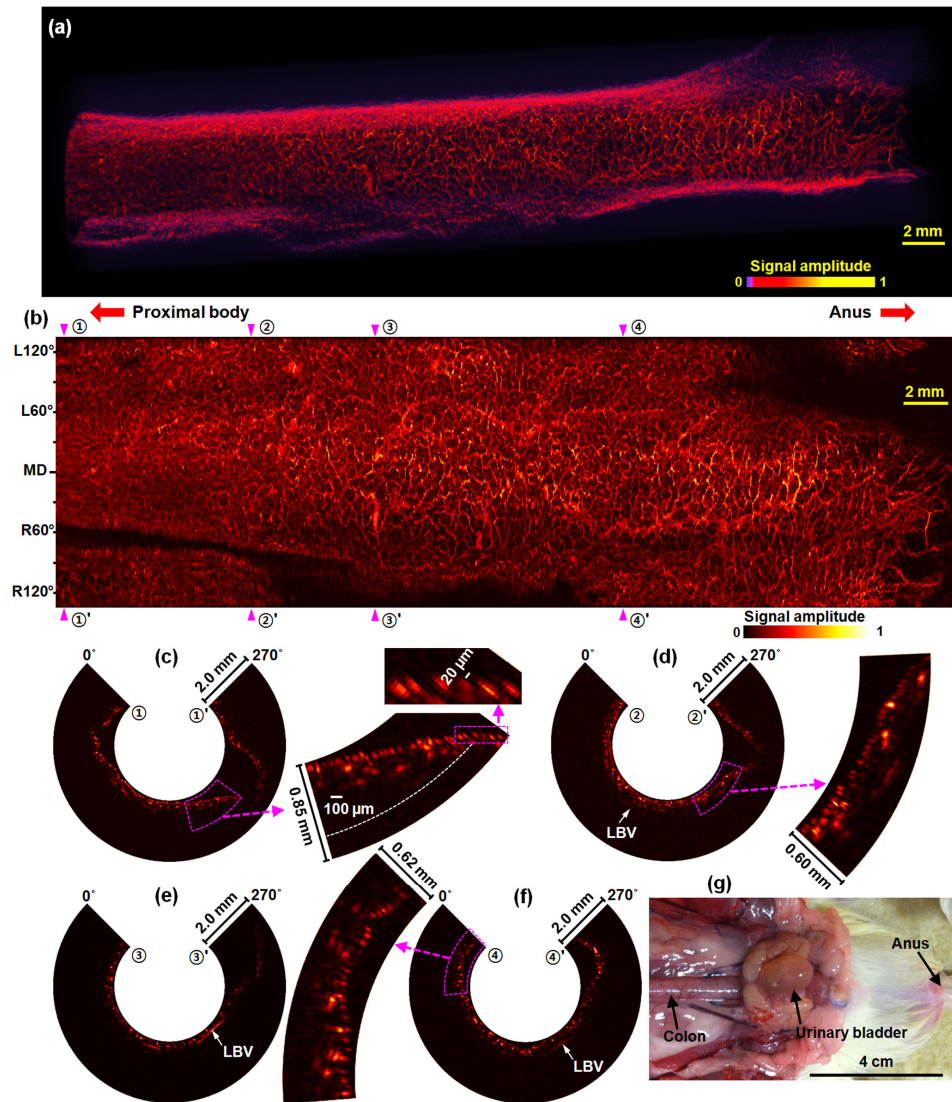 (a)
2 mm
Signal amplitude
0 1
Proximal body Anus
(b) ① ② ③ ④
L120°
2 mm
L60°
MD
R60°
R120°
①' ②' ③' ④'
Signal amplitude
0 1
(c)
0° 270°
2.0 mm
① ①'
20 µm
100 µm
0.85 mm
(d)
0° 270°
2.0 mm
② ②'
LBV
0.60 mm
(e)
0° 270°
2.0 mm
③ ③'
LBV
0.62 mm
(f)
0° 270°
2.0 mm
④ ④'
LBV
(g)
Anus
Colon
Urinary bladder
4 cm